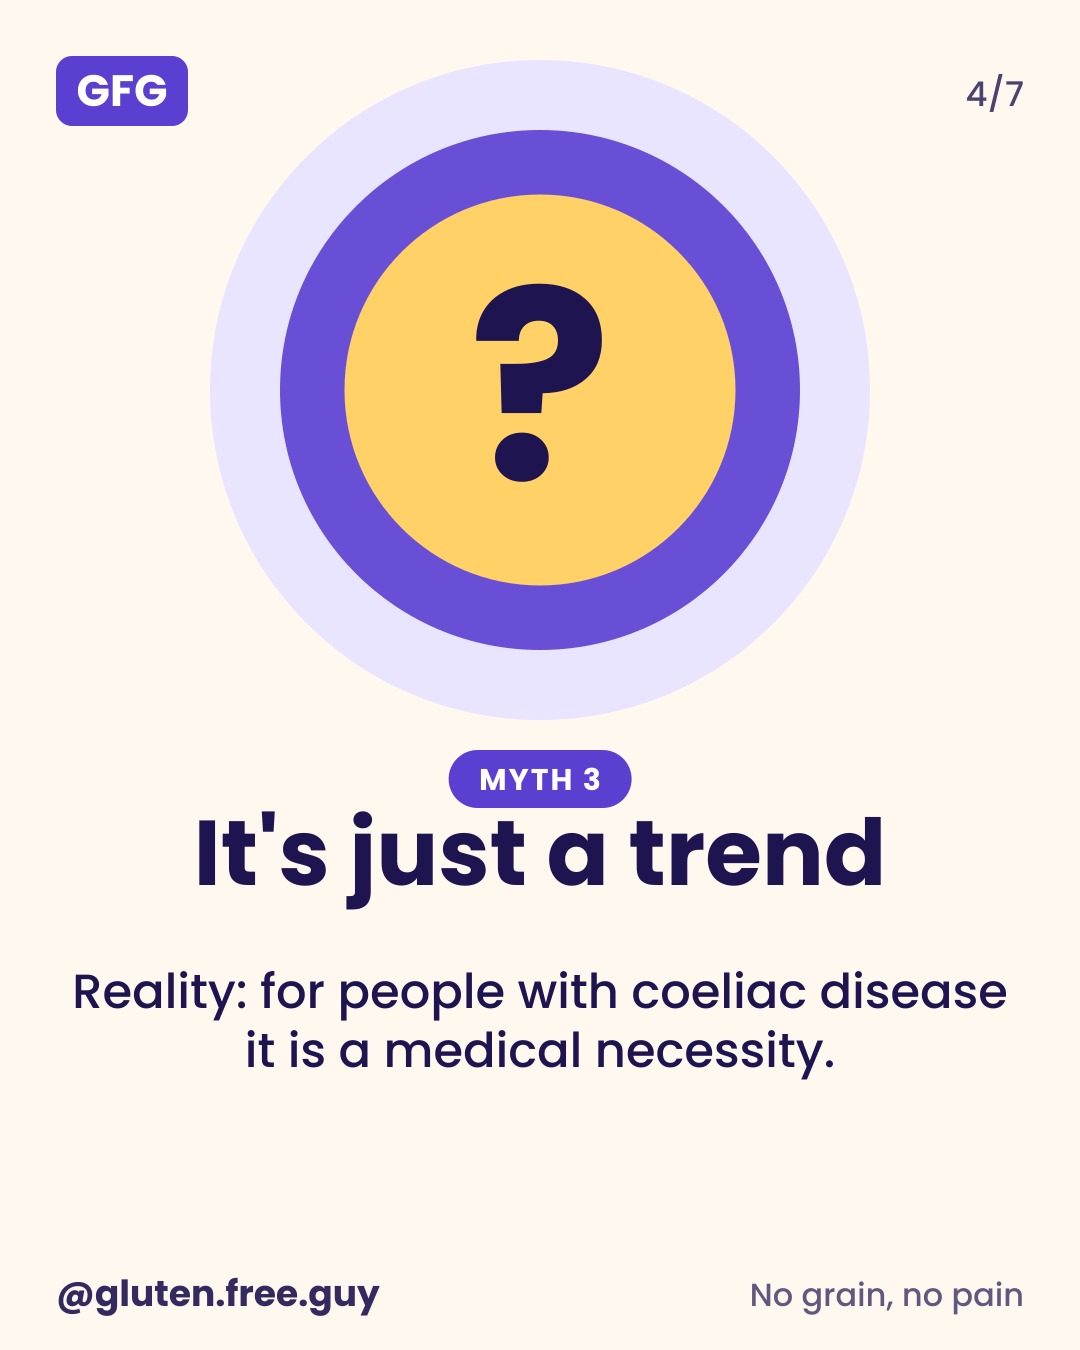 GFG
4/7
?
MYTH 3
It's just a trend
Reality: for people with coeliac disease
it is a medical necessity.
@gluten.free.guy
No grain, no pain